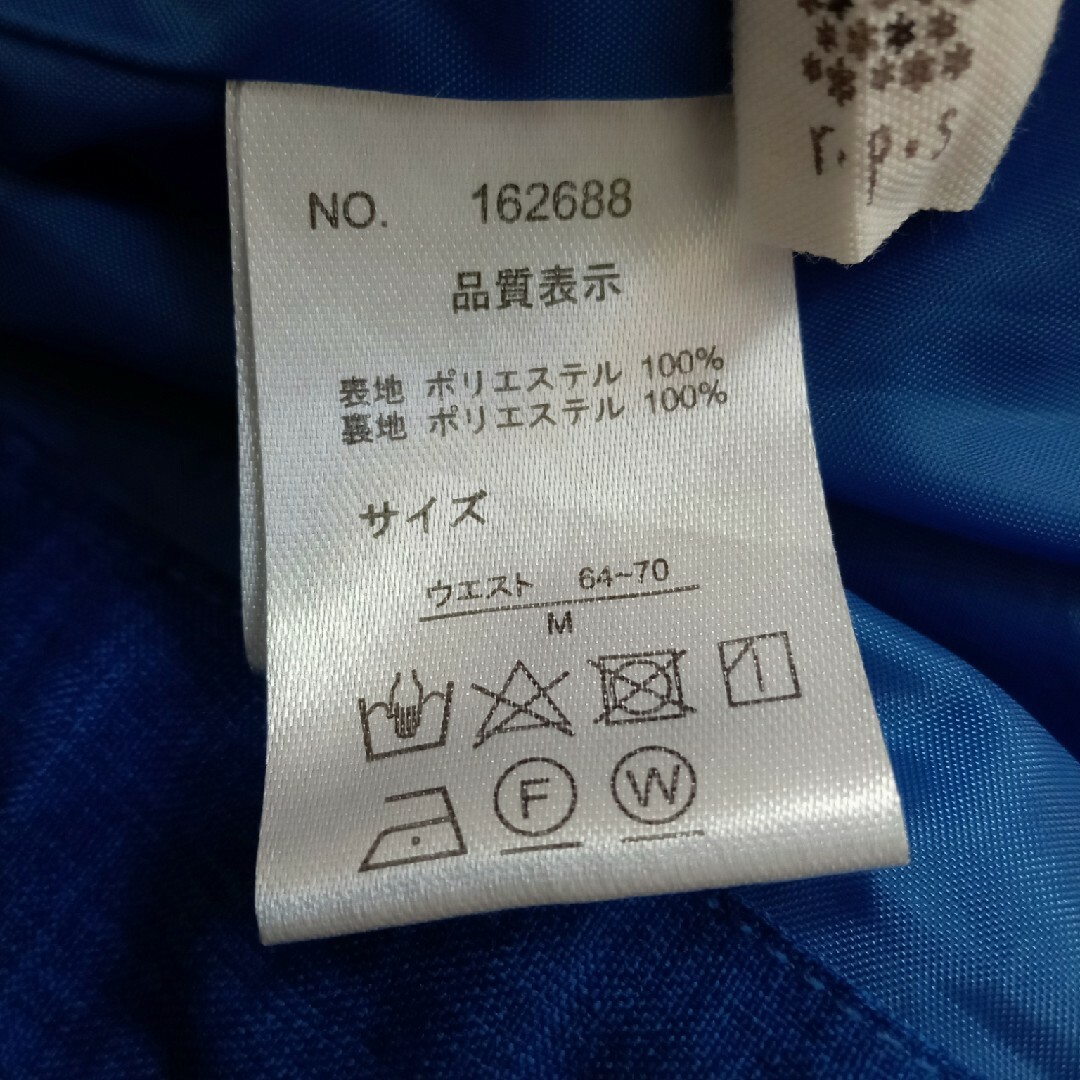 r.p.s
NO. 162688
品質表示
表地 ポリエステル 100%
裏地 ポリエステル 100%
サイズ
ウエスト 64~70
M
F W